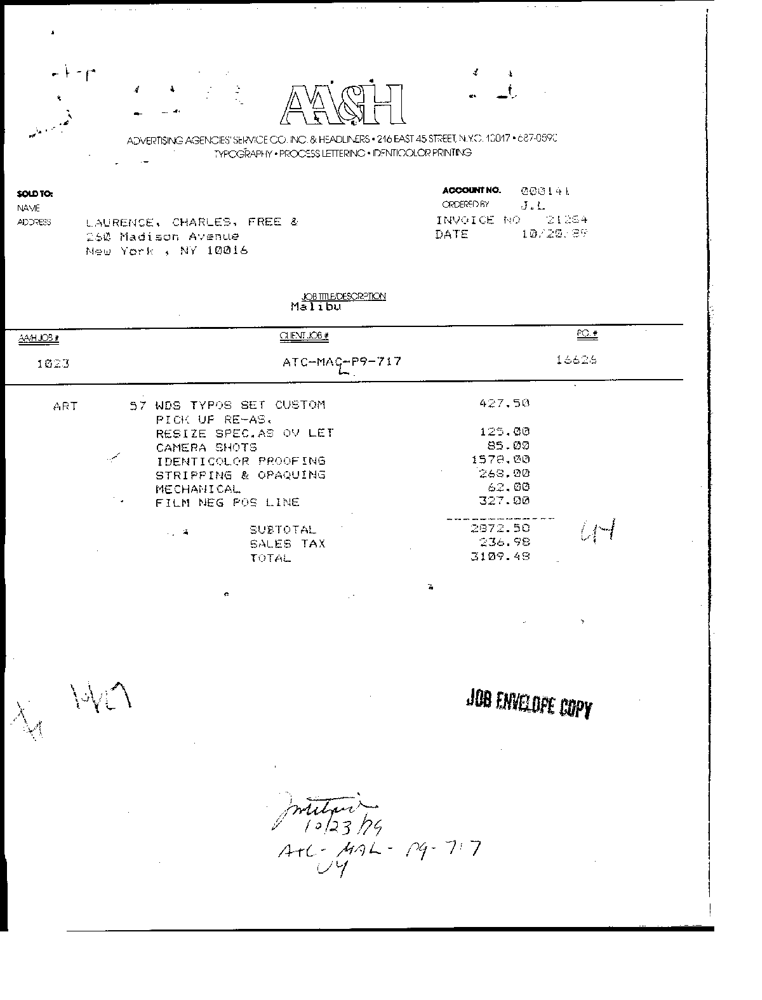 AA&H
ADVERTISING AGENCIES' SERVICE CO. INC. & HEADLINERS • 216 EAST 45 STREET, N.Y.C. 10017 • 687-0590
TYPOGRAPHY • PROCESS LETTERING • IDENTICOLOR PRINTING
SOLD TO:
NAME
ADDRESS
LAURENCE, CHARLES, FREE &
260 Madison Avenue
New York , NY 10016
ACCOUNT NO. 000141
ORDERED BY J.L
INVOICE NO 21264
DATE 10/20/89
JOB TITLE/DESCRIPTION
Malibu
AA/H JOB # CLIENT JOB # P.O. #
1023 ATC-MAG-P9-717 16626
ART 57 WDS TYPOS SET CUSTOM 427.50
PICK UP RE-AS.
RESIZE SPEC.AS OV LET 125.00
CAMERA SHOTS 85.00
IDENTICOLOR PROOFING 1578.00
STRIPPING & OPAQUING 268.00
MECHANICAL 62.00
FILM NEG POS LINE 327.00
SUBTOTAL 2872.50
SALES TAX 236.98
TOTAL 3109.48
JOB ENVELOPE COPY
10/23/89
ATC- MAL- P9-717